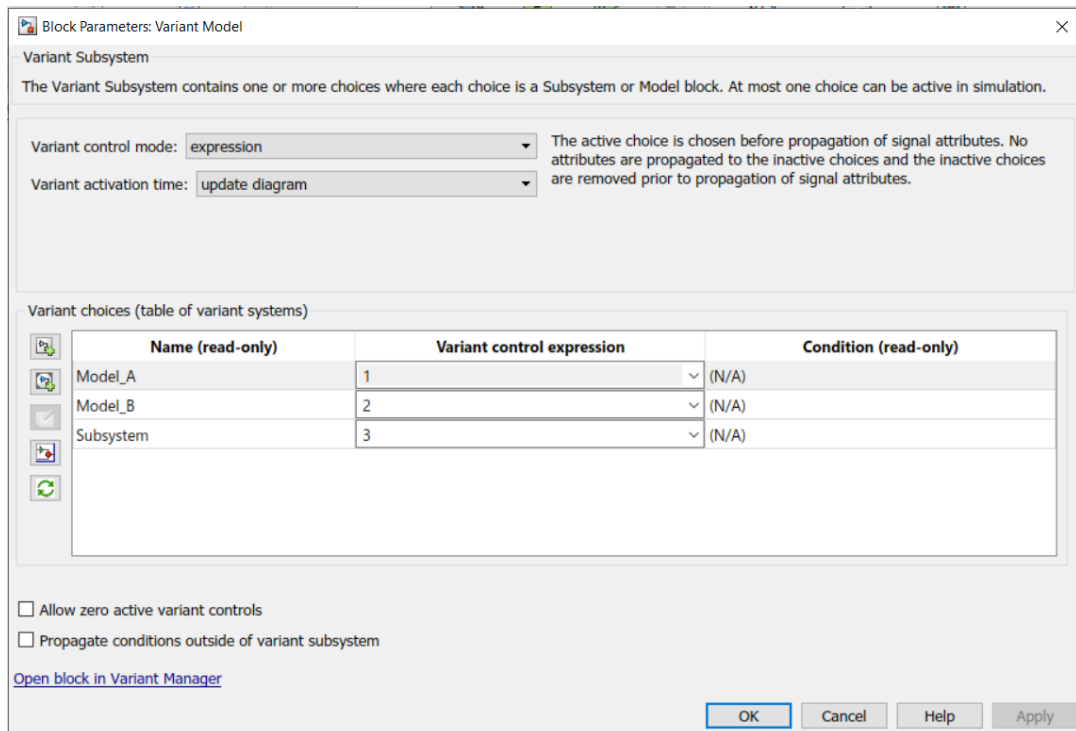 Block Parameters: Variant Model
Variant Subsystem
The Variant Subsystem contains one or more choices where each choice is a Subsystem or Model block. At most one choice can be active in simulation.
Variant control mode: expression
Variant activation time: update diagram
The active choice is chosen before propagation of signal attributes. No
attributes are propagated to the inactive choices and the inactive choices
are removed prior to propagation of signal attributes.
Variant choices (table of variant systems)
Name (read-only) Variant control expression Condition (read-only)
Model_A 1 (N/A)
Model_B 2 (N/A)
Subsystem 3 (N/A)
Allow zero active variant controls
Propagate conditions outside of variant subsystem
Open block in Variant Manager
OK Cancel Help Apply